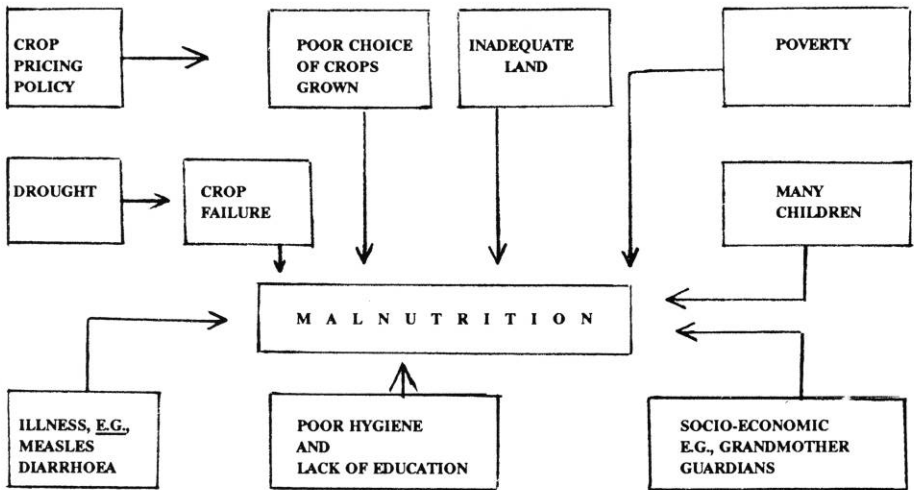 CROP
PRICING
POLICY
POOR CHOICE
OF CROPS
GROWN
INADEQUATE
LAND
POVERTY
DROUGHT
CROP
FAILURE
MANY
CHILDREN
M A L N U T R I T I O N
ILLNESS, E.G.,
MEASLES
DIARRHOEA
POOR HYGIENE
AND
LACK OF EDUCATION
SOCIO-ECONOMIC
E.G., GRANDMOTHER
GUARDIANS